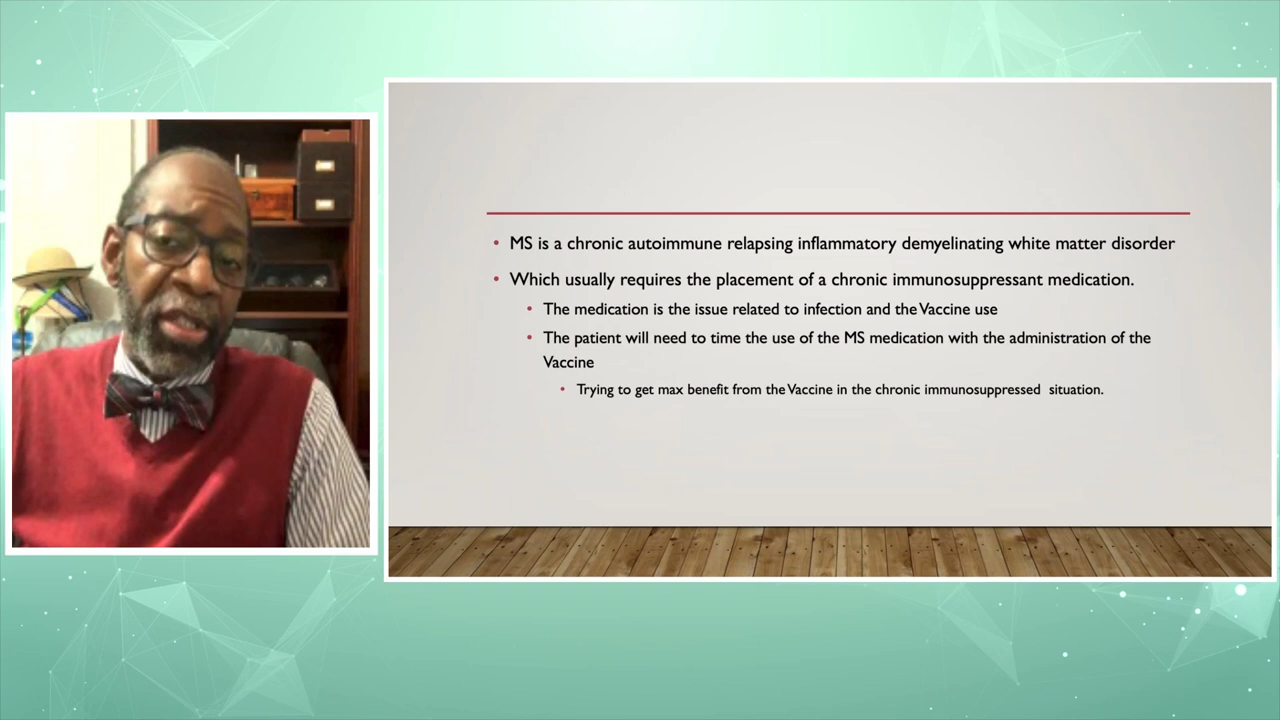 MS is a chronic autoimmune relapsing inflammatory demyelinating white matter disorder
Which usually requires the placement of a chronic immunosuppressant medication.
The medication is the issue related to infection and the Vaccine use
The patient will need to time the use of the MS medication with the administration of the
Vaccine
Trying to get max benefit from the Vaccine in the chronic immunosuppressed situation.